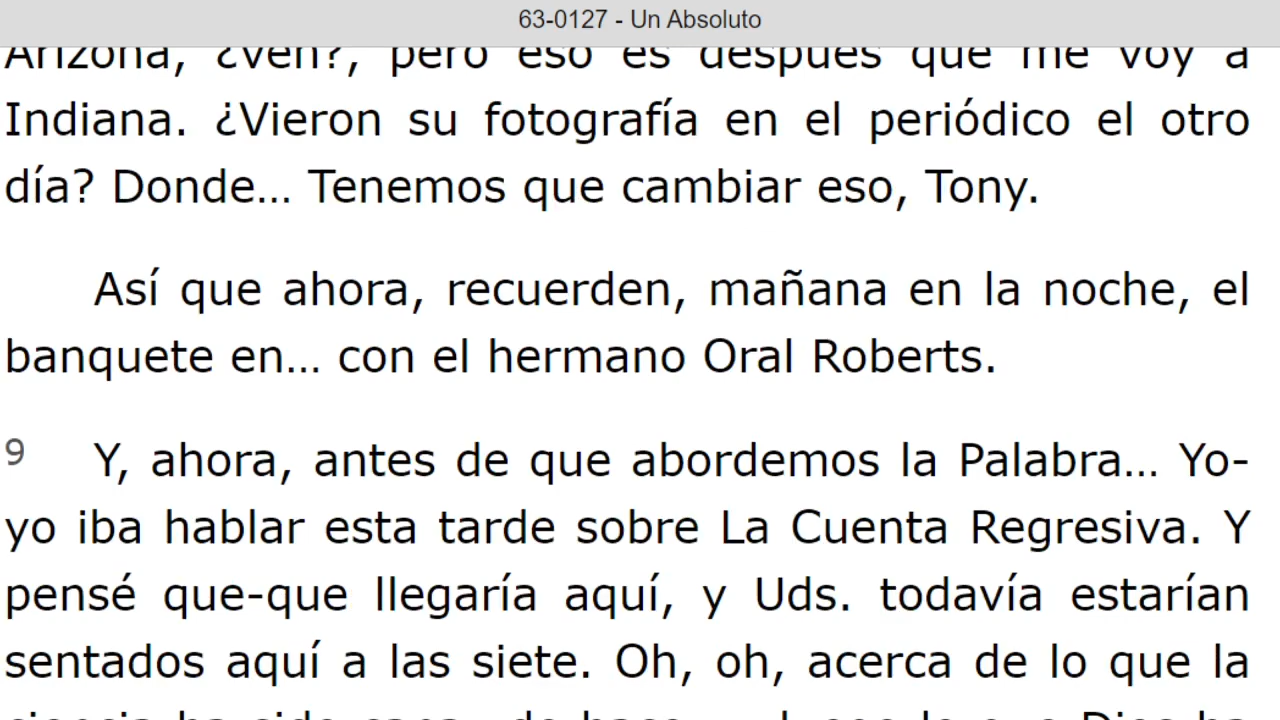 63-0127 - Un Absoluto
Arizona, ¿ven?, pero eso es después que me voy a
Indiana. ¿Vieron su fotografía en el periódico el otro
día? Donde… Tenemos que cambiar eso, Tony.
Así que ahora, recuerden, mañana en la noche, el
banquete en… con el hermano Oral Roberts.
9 Y, ahora, antes de que abordemos la Palabra… Yo-
yo iba hablar esta tarde sobre La Cuenta Regresiva. Y
pensé que-que llegaría aquí, y Uds. todavía estarían
sentados aquí a las siete. Oh, oh, acerca de lo que la